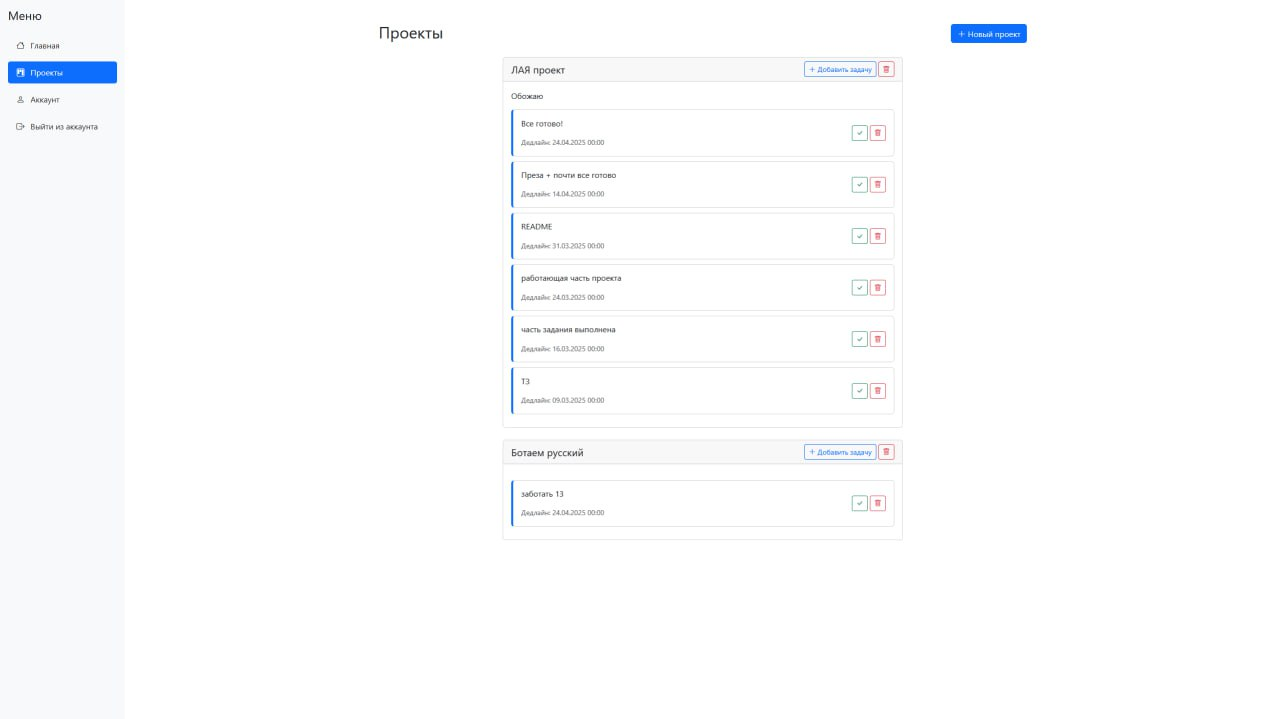 Меню
Главная
Проекты
Аккаунт
Выйти из аккаунта
Проекты
+ Новый проект
ЛАЯ проект
+ Добавить задачу
Обожаю
Все готово!
Дедлайн: 24.04.2025 00:00
Преза + почти все готово
Дедлайн: 14.04.2025 00:00
README
Дедлайн: 31.03.2025 00:00
работающая часть проекта
Дедлайн: 24.03.2025 00:00
часть задания выполнена
Дедлайн: 16.03.2025 00:00
ТЗ
Дедлайн: 09.03.2025 00:00
Ботаем русский
+ Добавить задачу
заботать 13
Дедлайн: 24.04.2025 00:00